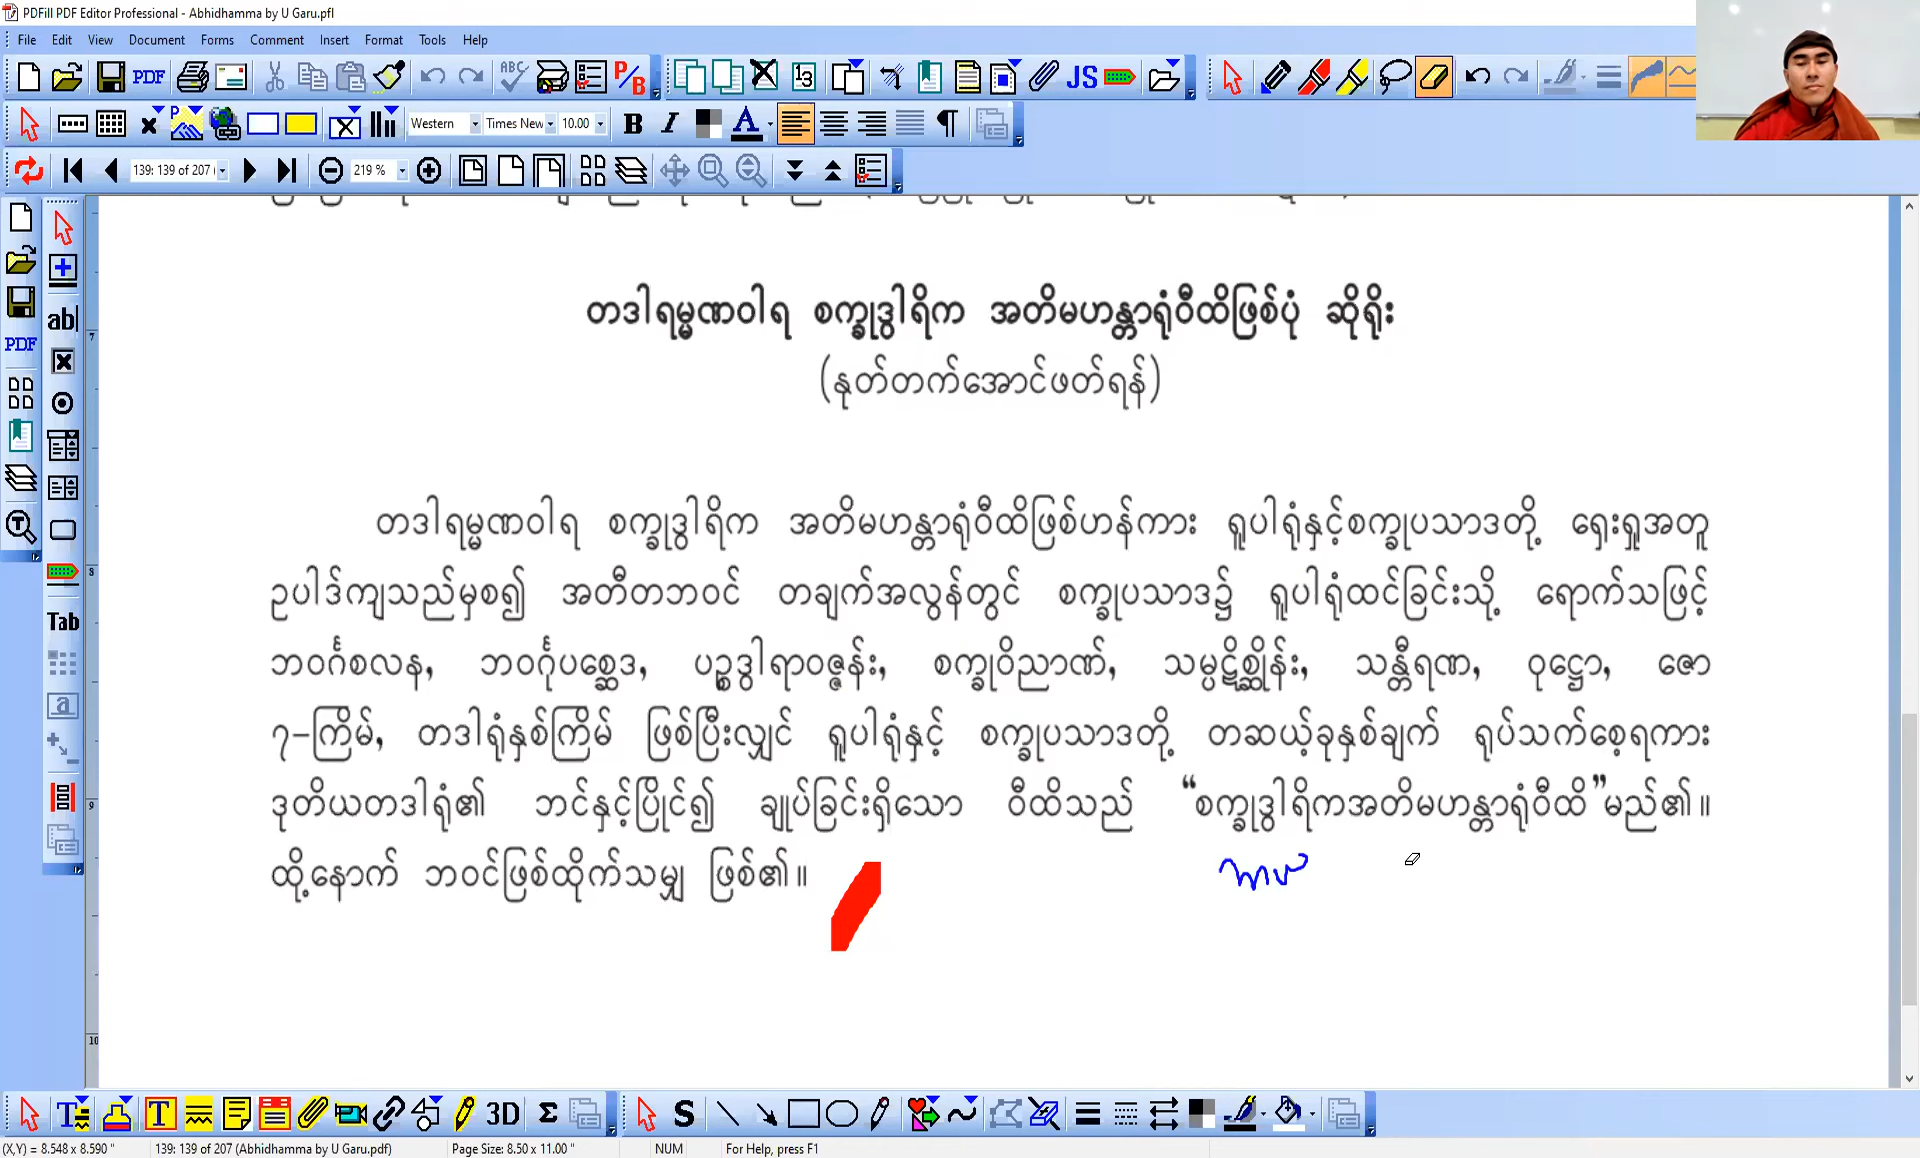 PDFill PDF Editor Professional - Abhidhamma by U Garu.pfl
File Edit View Document Forms Comment Insert Format Tools Help
PDF ABC P/B 13 JS
Western Times New 10.00 B I A ¶
139: 139 of 207 219 %
တဒါရမ္မဏဝါရ စက္ခုဒွါရိက အတိမဟန္တာရုံဝီထိဖြစ်ပုံ ဆိုရိုး
(နှုတ်တက်အောင်ဖတ်ရန်)
တဒါရမ္မဏဝါရ စက္ခုဒွါရိက အတိမဟန္တာရုံဝီထိဖြစ်ဟန်ကား ရူပါရုံနှင့်စက္ခုပသာဒတို့ ရှေးရှုအတူ
ဥပါဒ်ကျသည်မှစ၍ အတီတဘဝင် တချက်အလွန်တွင် စက္ခုပသာဒ၌ ရူပါရုံထင်ခြင်းသို့ ရောက်သဖြင့်
ဘဝင်္ဂစလန, ဘဝင်္ဂုပစ္ဆေဒ, ပဉ္စဒွါရာဝဇ္ဇန်း, စက္ခုဝိညာဏ်, သမ္ပဋိစ္ဆိုန်း, သန္တီရဏ, ဝုဋ္ဌော, ဇော
၇-ကြိမ်, တဒါရုံနှစ်ကြိမ် ဖြစ်ပြီးလျှင် ရူပါရုံနှင့် စက္ခုပသာဒတို့ တဆယ့်ခုနှစ်ချက် ရုပ်သက်စေ့ရကား
ဒုတိယတဒါရုံ၏ ဘင်နှင့်ပြိုင်၍ ချုပ်ခြင်းရှိသော ဝီထိသည် “စက္ခုဒွါရိကအတိမဟန္တာရုံဝီထိ”မည်၏။
ထို့နောက် ဘဝင်ဖြစ်ထိုက်သမျှ ဖြစ်၏။
ab|
PDF
Tab
a
7
8
9
10
T T 3D Σ S
(X,Y) = 8.548 x 8.590 " 139: 139 of 207 (Abhidhamma by U Garu.pdf) Page Size: 8.50 x 11.00 " NUM For Help, press F1